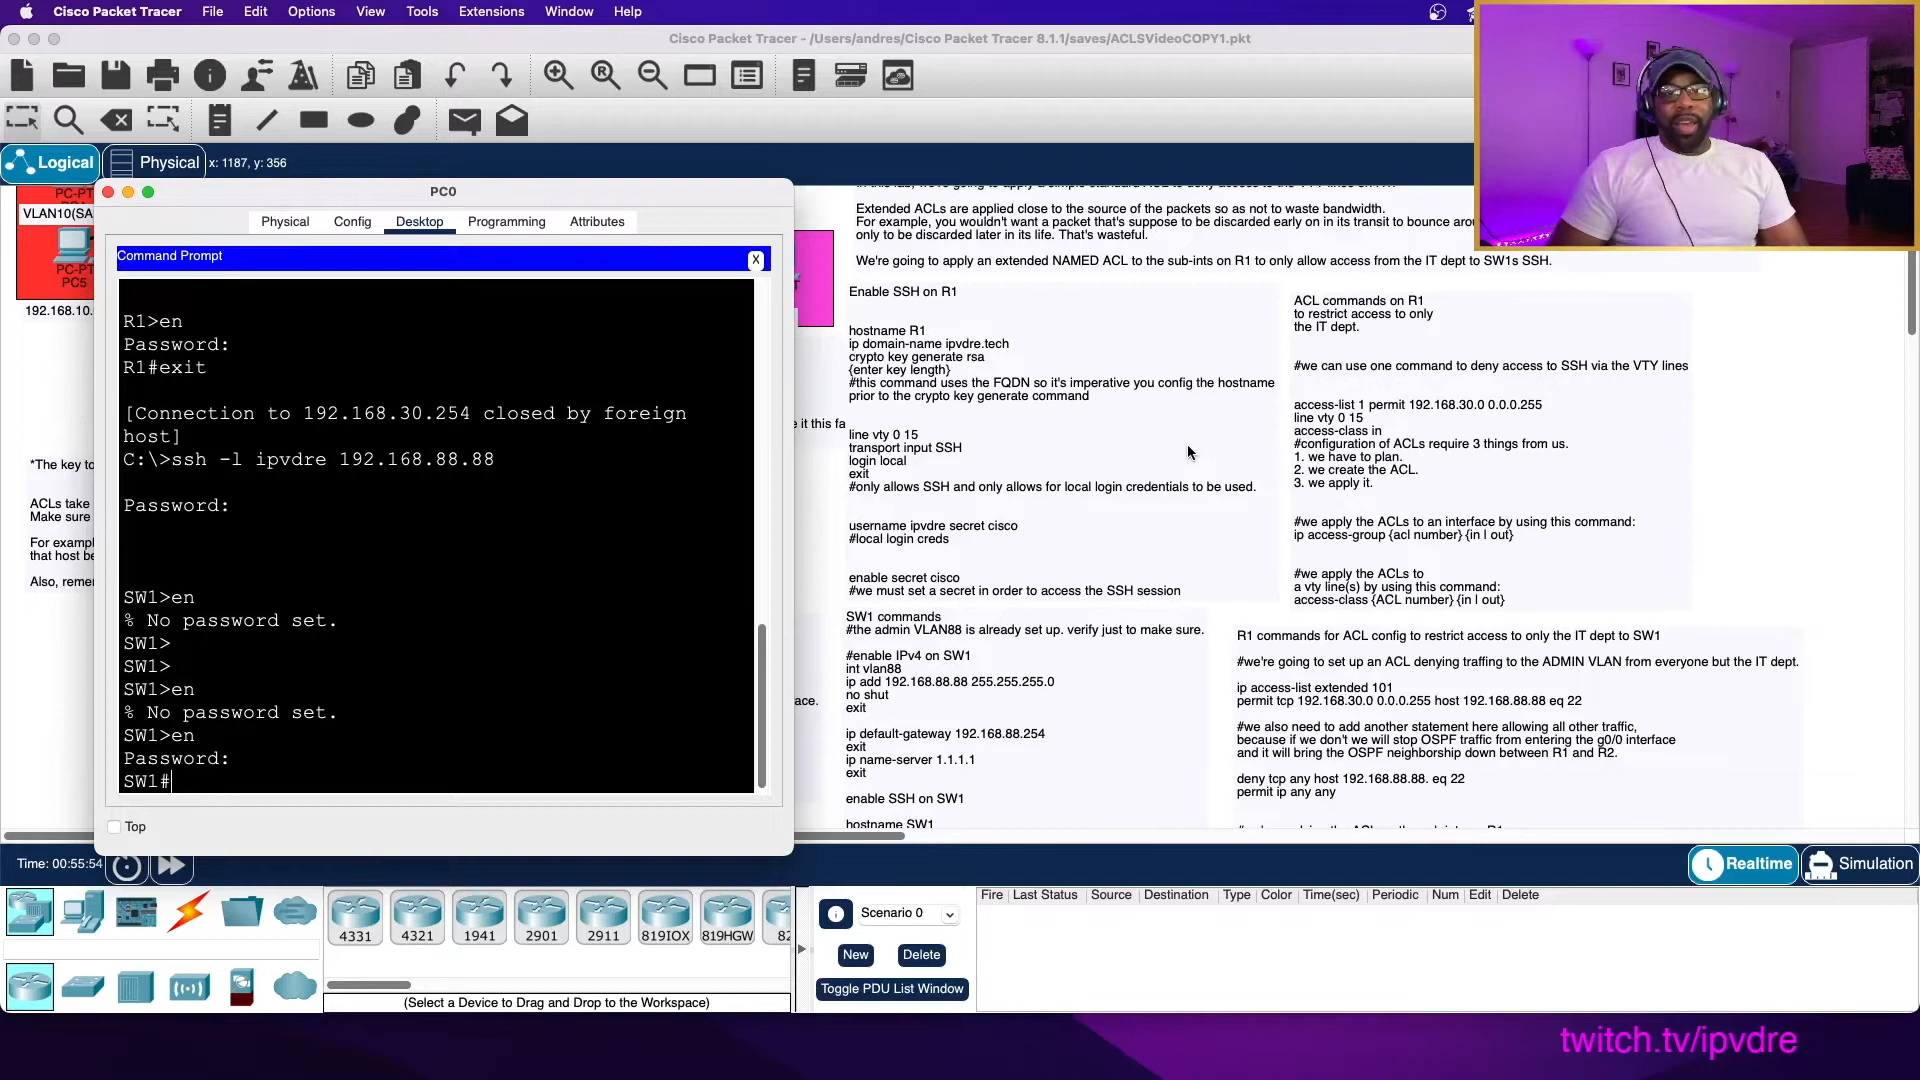 Cisco Packet Tracer File Edit Options View Tools Extensions Window Help
Cisco Packet Tracer - /Users/andres/Cisco Packet Tracer 8.1.1/saves/ACLSVideoCOPY1.pkt
Logical Physical x: 1187, y: 356
PC-PT
VLAN10(SA
PC-PT
PC5
192.168.10.
*The key to
ACLs take
Make sure
For exampl
that host be
Also, remem
PC0
Physical Config Desktop Programming Attributes
Command Prompt
X
R1>en
Password:
R1#exit
[Connection to 192.168.30.254 closed by foreign
host]
C:\>ssh -l ipvdre 192.168.88.88
Password:
SW1>en
% No password set.
SW1>
SW1>
SW1>en
% No password set.
SW1>en
Password:
SW1#
Top
Extended ACLs are applied close to the source of the packets so as not to waste bandwidth.
For example, you wouldn't want a packet that's suppose to be discarded early on in its transit to bounce arou
only to be discarded later in its life. That's wasteful.
We're going to apply an extended NAMED ACL to the sub-ints on R1 to only allow access from the IT dept to SW1s SSH.
Enable SSH on R1
hostname R1
ip domain-name ipvdre.tech
crypto key generate rsa
{enter key length}
#this command uses the FQDN so it's imperative you config the hostname
prior to the crypto key generate command
e it this fa
line vty 0 15
transport input SSH
login local
exit
#only allows SSH and only allows for local login credentials to be used.
username ipvdre secret cisco
#local login creds
enable secret cisco
#we must set a secret in order to access the SSH session
SW1 commands
#the admin VLAN88 is already set up. verify just to make sure.
#enable IPv4 on SW1
int vlan88
ip add 192.168.88.88 255.255.255.0
ace.
no shut
exit
ip default-gateway 192.168.88.254
exit
ip name-server 1.1.1.1
exit
enable SSH on SW1
hostname SW1
ACL commands on R1
to restrict access to only
the IT dept.
#we can use one command to deny access to SSH via the VTY lines
access-list 1 permit 192.168.30.0 0.0.0.255
line vty 0 15
access-class in
#configuration of ACLs require 3 things from us.
1. we have to plan.
2. we create the ACL.
3. we apply it.
#we apply the ACLs to an interface by using this command:
ip access-group {acl number} {in | out}
#we apply the ACLs to
a vty line(s) by using this command:
access-class {ACL number} {in | out}
R1 commands for ACL config to restrict access to only the IT dept to SW1
#we're going to set up an ACL denying traffing to the ADMIN VLAN from everyone but the IT dept.
ip access-list extended 101
permit tcp 192.168.30.0 0.0.0.255 host 192.168.88.88 eq 22
#we also need to add another statement here allowing all other traffic,
because if we don't we will stop OSPF traffic from entering the g0/0 interface
and it will bring the OSPF neighborship down between R1 and R2.
deny tcp any host 192.168.88.88. eq 22
permit ip any any
Time: 00:55:54
Realtime Simulation
4331 4321 1941 2901 2911 819IOX 819HGW 82
(Select a Device to Drag and Drop to the Workspace)
Scenario 0
New Delete
Toggle PDU List Window
Fire Last Status Source Destination Type Color Time(sec) Periodic Num Edit Delete
twitch.tv/ipvdre